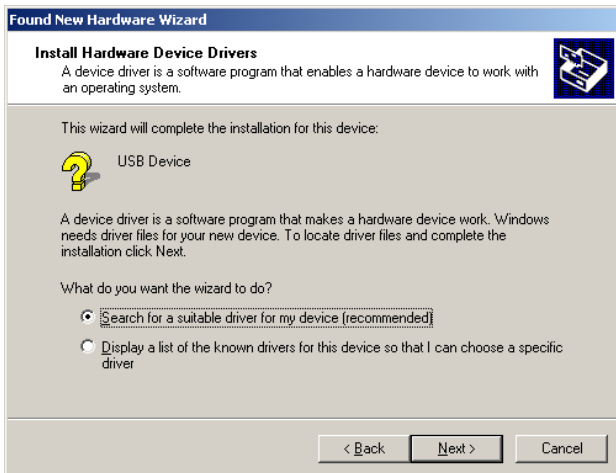 Found New Hardware Wizard
Install Hardware Device Drivers
A device driver is a software program that enables a hardware device to work with
an operating system.
This wizard will complete the installation for this device:
USB Device
A device driver is a software program that makes a hardware device work. Windows
needs driver files for your new device. To locate driver files and complete the
installation click Next.
What do you want the wizard to do?
Search for a suitable driver for my device (recommended)
Display a list of the known drivers for this device so that I can choose a specific
driver
< Back
Next >
Cancel